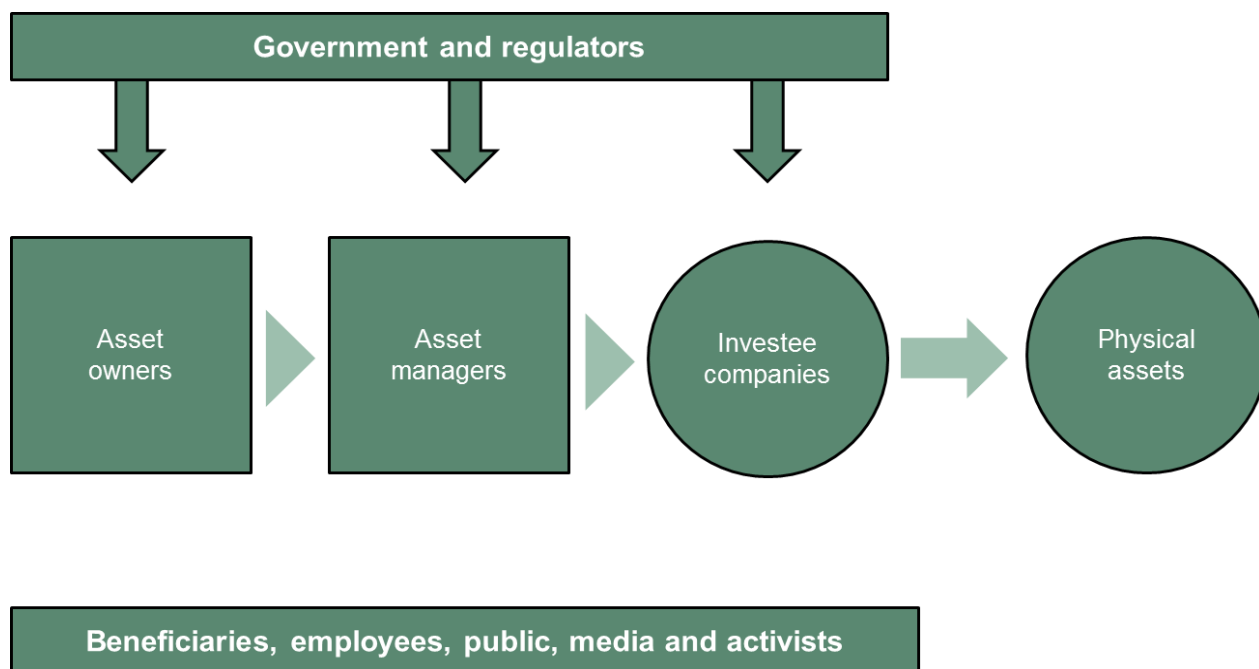 Government and regulators
Asset
owners
Asset
managers
Investee
companies
Physical
assets
Beneficiaries, employees, public, media and activists